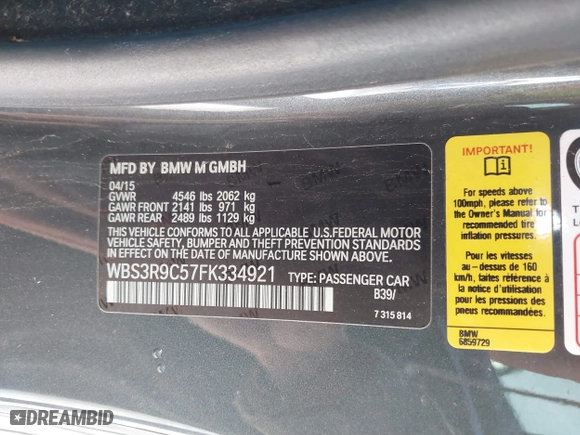 MFD BY BMW M GMBH
04/15
GVWR 4546 lbs 2062 kg
GAWR FRONT 2141 lbs 971 kg
GAWR REAR 2489 lbs 1129 kg
THIS VEHICLE CONFORMS TO ALL APPLICABLE U.S.FEDERAL MOTOR
VEHICLE SAFETY, BUMPER AND THEFT PREVENTION STANDARDS
IN EFFECT ON THE DATE OF MANUFACTURE SHOWN ABOVE.
WBS3R9C57FK334921 TYPE: PASSENGER CAR
B39/
7 315 814
IMPORTANT!
For speeds above
100mph, please refer to
the Owner's Manual for
recommended tire
inflation pressures.
Pour les vitesses
au-dessus de 160
km/h, faites référence à
la notice d'utilisation
pour les pressions des
pneus recommandées.
BMW
6859729
DREAMBID